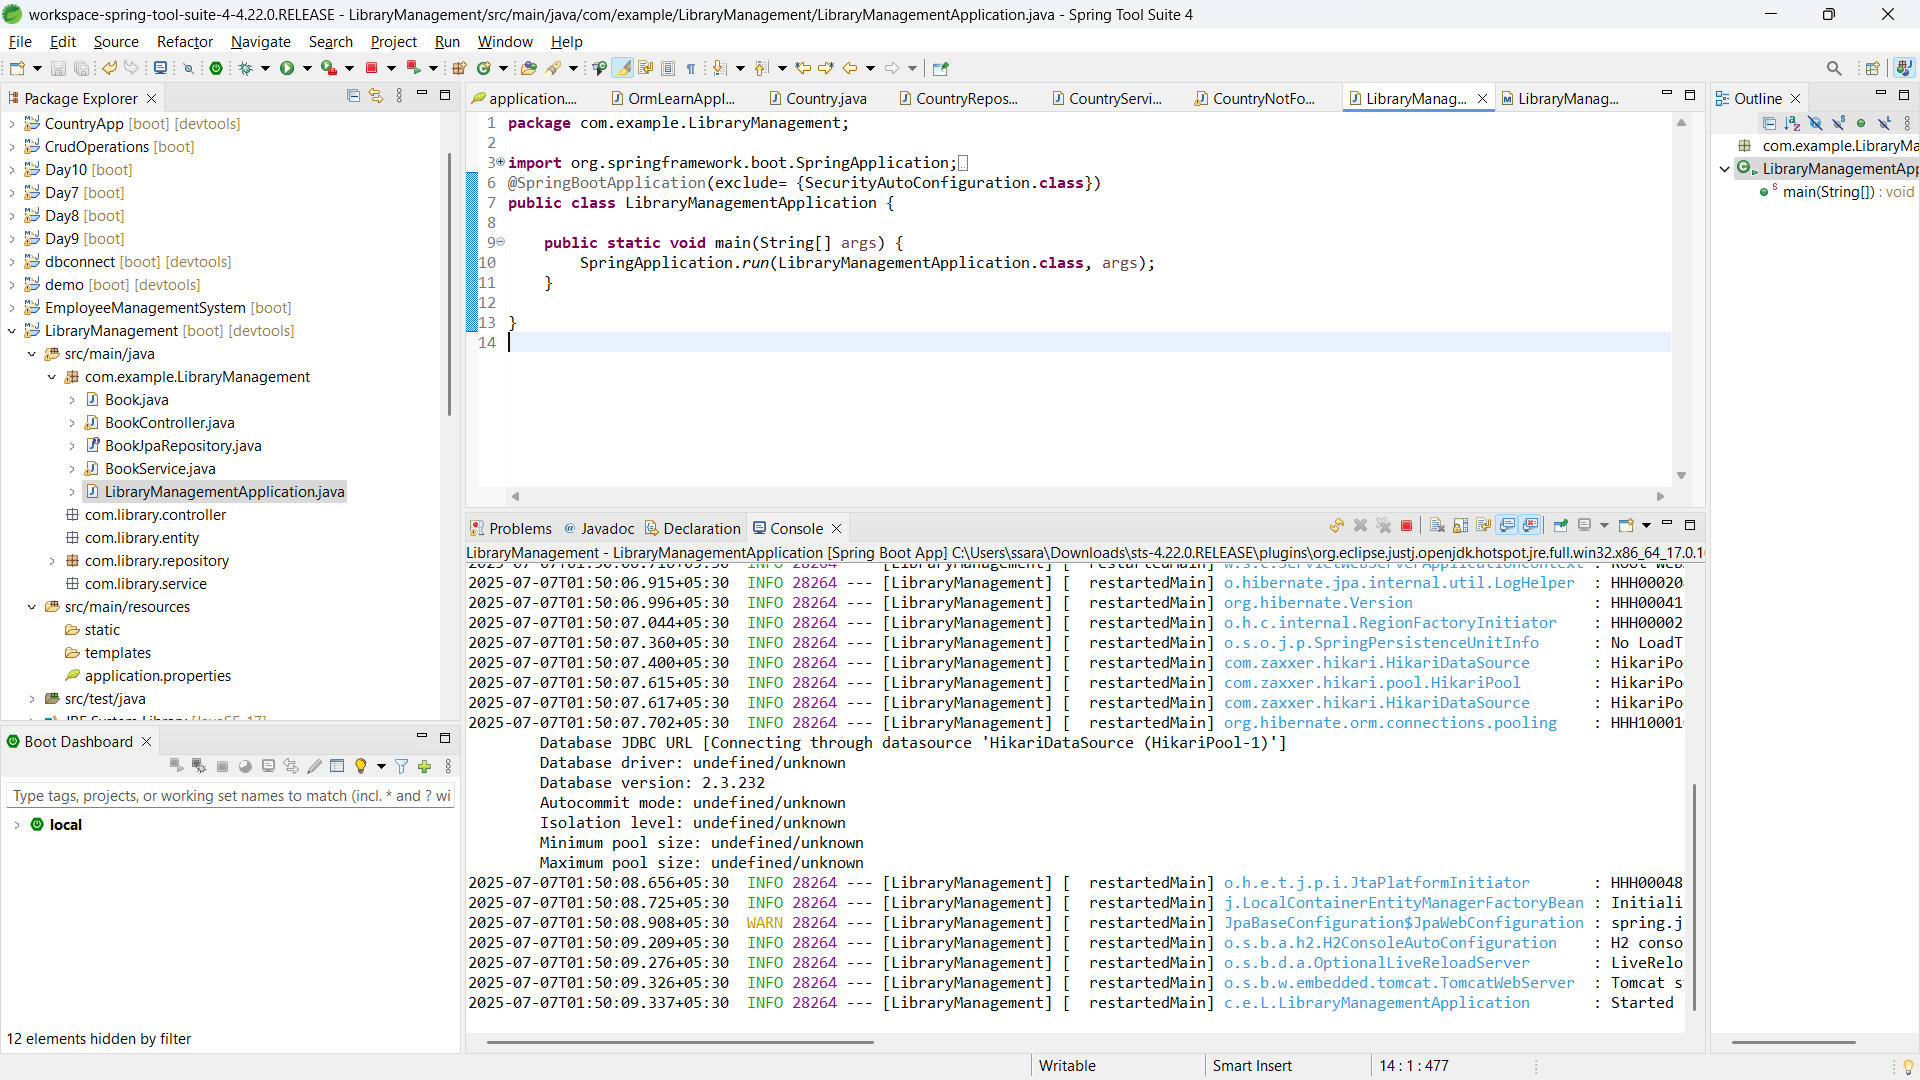 workspace-spring-tool-suite-4-4.22.0.RELEASE - LibraryManagement/src/main/java/com/example/LibraryManagement/LibraryManagementApplication.java - Spring Tool Suite 4
File Edit Source Refactor Navigate Search Project Run Window Help
Package Explorer
CountryApp [boot] [devtools]
CrudOperations [boot]
Day10 [boot]
Day7 [boot]
Day8 [boot]
Day9 [boot]
dbconnect [boot] [devtools]
demo [boot] [devtools]
EmployeeManagementSystem [boot]
LibraryManagement [boot] [devtools]
src/main/java
com.example.LibraryManagement
Book.java
BookController.java
BookJpaRepository.java
BookService.java
LibraryManagementApplication.java
com.library.controller
com.library.entity
com.library.repository
com.library.service
src/main/resources
static
templates
application.properties
src/test/java
JRE System Library [JavaSE-17]
Boot Dashboard
Type tags, projects, or working set names to match (incl. * and ? wi
local
12 elements hidden by filter
application.... OrmLearnAppl... Country.java CountryRepos... CountryServi... CountryNotFo... LibraryManag... LibraryManag...
1 package com.example.LibraryManagement;
2
3 import org.springframework.boot.SpringApplication;
6 @SpringBootApplication(exclude= {SecurityAutoConfiguration.class})
7 public class LibraryManagementApplication {
8
9 public static void main(String[] args) {
10 SpringApplication.run(LibraryManagementApplication.class, args);
11 }
12
13 }
14
Problems Javadoc Declaration Console
LibraryManagement - LibraryManagementApplication [Spring Boot App] C:\Users\ssara\Downloads\sts-4.22.0.RELEASE\plugins\org.eclipse.justj.openjdk.hotspot.jre.full.win32.x86_64_17.0.1
2025-07-07T01:50:06.915+05:30 INFO 28264 --- [LibraryManagement] [ restartedMain] o.hibernate.jpa.internal.util.LogHelper : HHH00020
2025-07-07T01:50:06.996+05:30 INFO 28264 --- [LibraryManagement] [ restartedMain] org.hibernate.Version : HHH00041
2025-07-07T01:50:07.044+05:30 INFO 28264 --- [LibraryManagement] [ restartedMain] o.h.c.internal.RegionFactoryInitiator : HHH00002
2025-07-07T01:50:07.360+05:30 INFO 28264 --- [LibraryManagement] [ restartedMain] o.s.o.j.p.SpringPersistenceUnitInfo : No LoadT
2025-07-07T01:50:07.400+05:30 INFO 28264 --- [LibraryManagement] [ restartedMain] com.zaxxer.hikari.HikariDataSource : HikariPo
2025-07-07T01:50:07.615+05:30 INFO 28264 --- [LibraryManagement] [ restartedMain] com.zaxxer.hikari.pool.HikariPool : HikariPo
2025-07-07T01:50:07.617+05:30 INFO 28264 --- [LibraryManagement] [ restartedMain] com.zaxxer.hikari.HikariDataSource : HikariPo
2025-07-07T01:50:07.702+05:30 INFO 28264 --- [LibraryManagement] [ restartedMain] org.hibernate.orm.connections.pooling : HHH10001
Database JDBC URL [Connecting through datasource 'HikariDataSource (HikariPool-1)']
Database driver: undefined/unknown
Database version: 2.3.232
Autocommit mode: undefined/unknown
Isolation level: undefined/unknown
Minimum pool size: undefined/unknown
Maximum pool size: undefined/unknown
2025-07-07T01:50:08.656+05:30 INFO 28264 --- [LibraryManagement] [ restartedMain] o.h.e.t.j.p.i.JtaPlatformInitiator : HHH00048
2025-07-07T01:50:08.725+05:30 INFO 28264 --- [LibraryManagement] [ restartedMain] j.LocalContainerEntityManagerFactoryBean : Initiali
2025-07-07T01:50:08.908+05:30 WARN 28264 --- [LibraryManagement] [ restartedMain] JpaBaseConfiguration$JpaWebConfiguration : spring.j
2025-07-07T01:50:09.209+05:30 INFO 28264 --- [LibraryManagement] [ restartedMain] o.s.b.a.h2.H2ConsoleAutoConfiguration : H2 conso
2025-07-07T01:50:09.276+05:30 INFO 28264 --- [LibraryManagement] [ restartedMain] o.s.b.d.a.OptionalLiveReloadServer : LiveRelo
2025-07-07T01:50:09.326+05:30 INFO 28264 --- [LibraryManagement] [ restartedMain] o.s.b.w.embedded.tomcat.TomcatWebServer : Tomcat s
2025-07-07T01:50:09.337+05:30 INFO 28264 --- [LibraryManagement] [ restartedMain] c.e.L.LibraryManagementApplication : Started
Outline
com.example.LibraryMa
LibraryManagementApp
main(String[]) : void
Writable Smart Insert 14 : 1 : 477